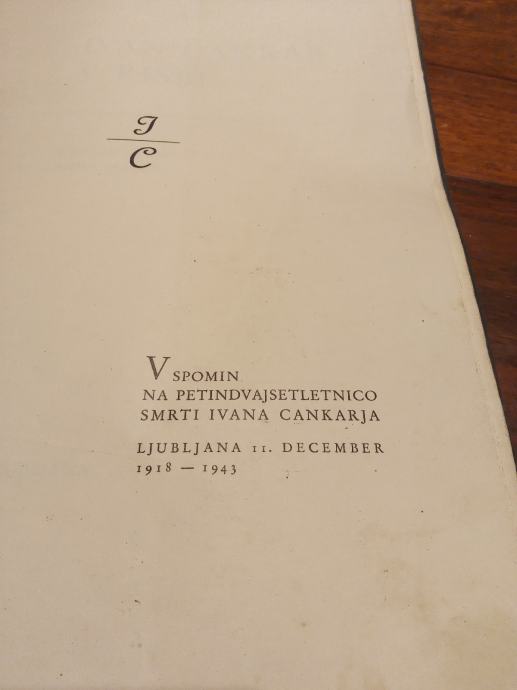 I
C
V SPOMIN
NA PETINDVAJSETLETNICO
SMRTI IVANA CANKARJA
LJUBLJANA 11. DECEMBER
1918 — 1943